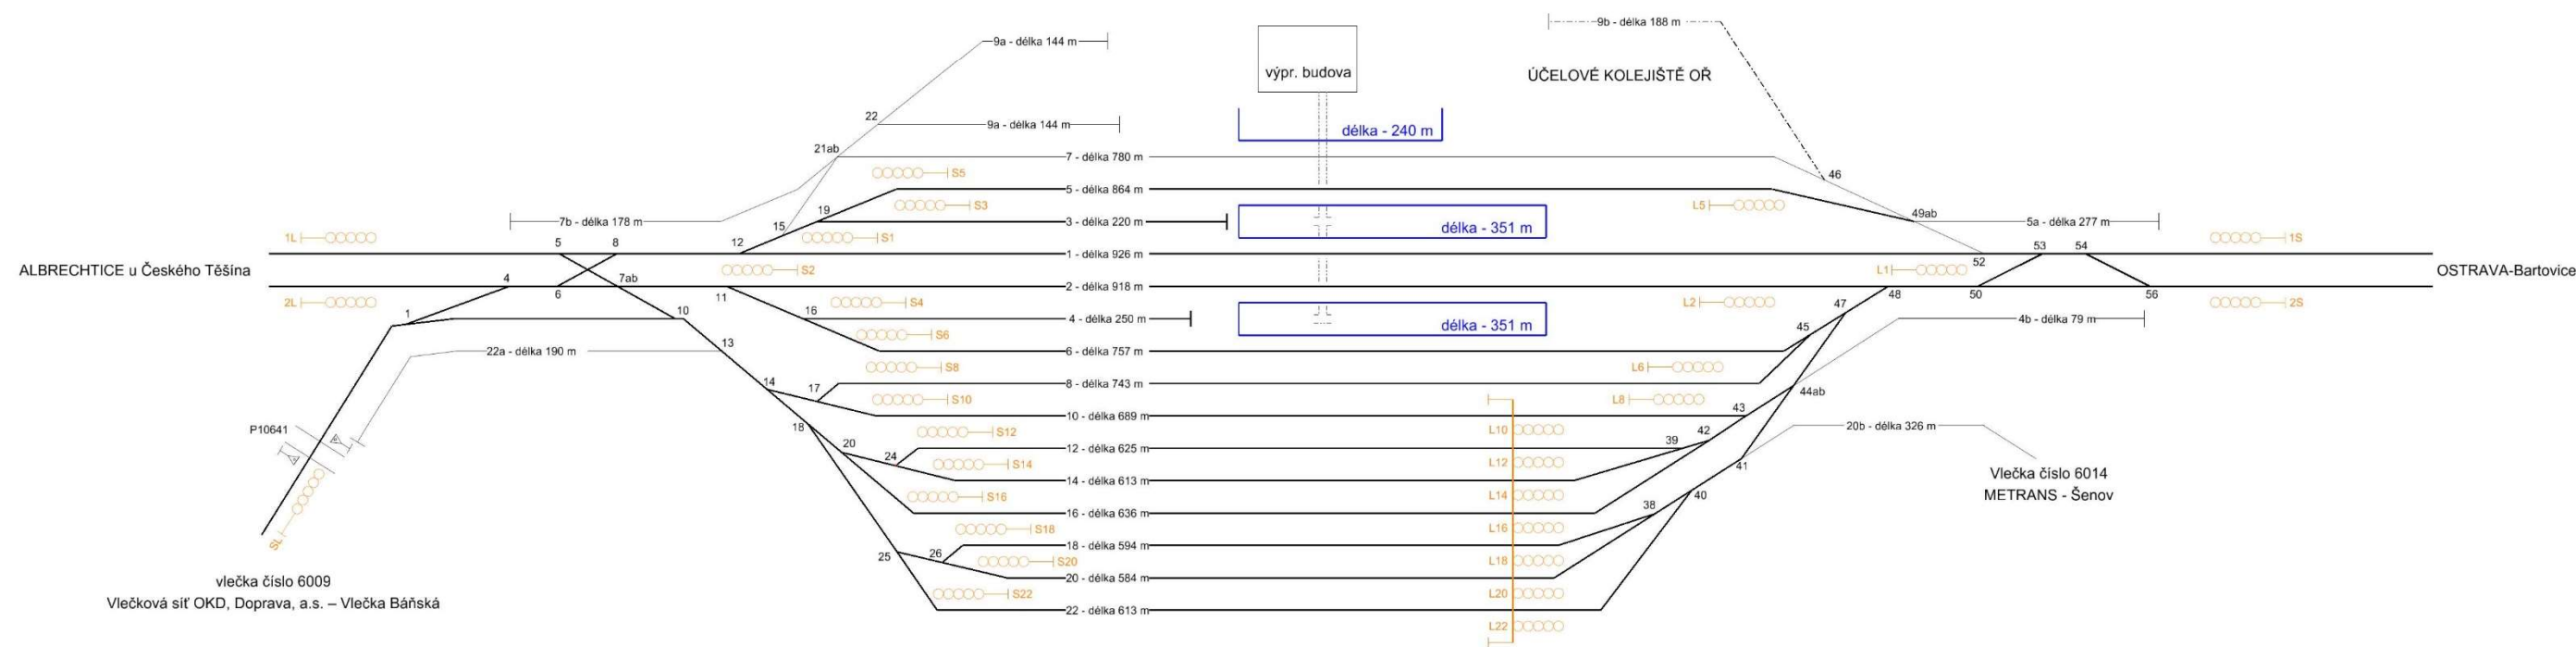 9b - délka 188 m
9a - délka 144 m
výpr. budova
ÚČELOVÉ KOLEJIŠTĚ OŘ
22
9a - délka 144 m
délka - 240 m
21ab
7 - délka 780 m
46
S5
5 - délka 864 m
7b - délka 178 m
19
S3
3 - délka 220 m
L5
49ab
5a - délka 277 m
15
délka - 351 m
1L
5
8
12
S1
53
54
1S
1 - délka 926 m
ALBRECHTICE u Českého Těšína
4
7ab
S2
L1
52
OSTRAVA-Bartovice
2 - délka 918 m
2L
6
11
S4
L2
47
48
50
56
2S
1
10
16
4 - délka 250 m
4b - délka 79 m
délka - 351 m
45
S6
22a - délka 190 m
13
6 - délka 757 m
S8
L6
14
17
8 - délka 743 m
44ab
S10
L8
43
10 - délka 689 m
P10641
18
S12
L10
42
20b - délka 326 m
20
39
12 - délka 625 m
24
S14
L12
41
Vlečka číslo 6014
14 - délka 613 m
S16
L14
40
METRANS - Šenov
16 - délka 636 m
38
S18
L16
SL
18 - délka 594 m
25
26
S20
L18
vlečka číslo 6009
20 - délka 584 m
S22
L20
Vlečková síť OKD, Doprava, a.s. – Vlečka Báňská
22 - délka 613 m
L22